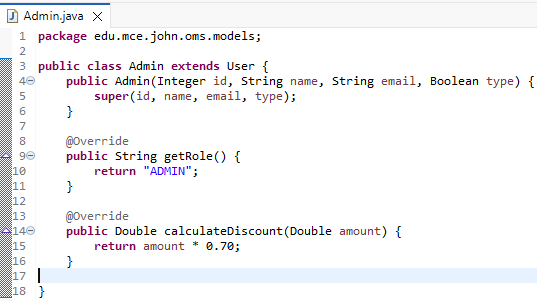 Admin.java
1 package edu.mce.john.oms.models;
2
3 public class Admin extends User {
4 public Admin(Integer id, String name, String email, Boolean type) {
5 super(id, name, email, type);
6 }
7
8 @Override
9 public String getRole() {
10 return "ADMIN";
11 }
12
13 @Override
14 public Double calculateDiscount(Double amount) {
15 return amount * 0.70;
16 }
17
18 }